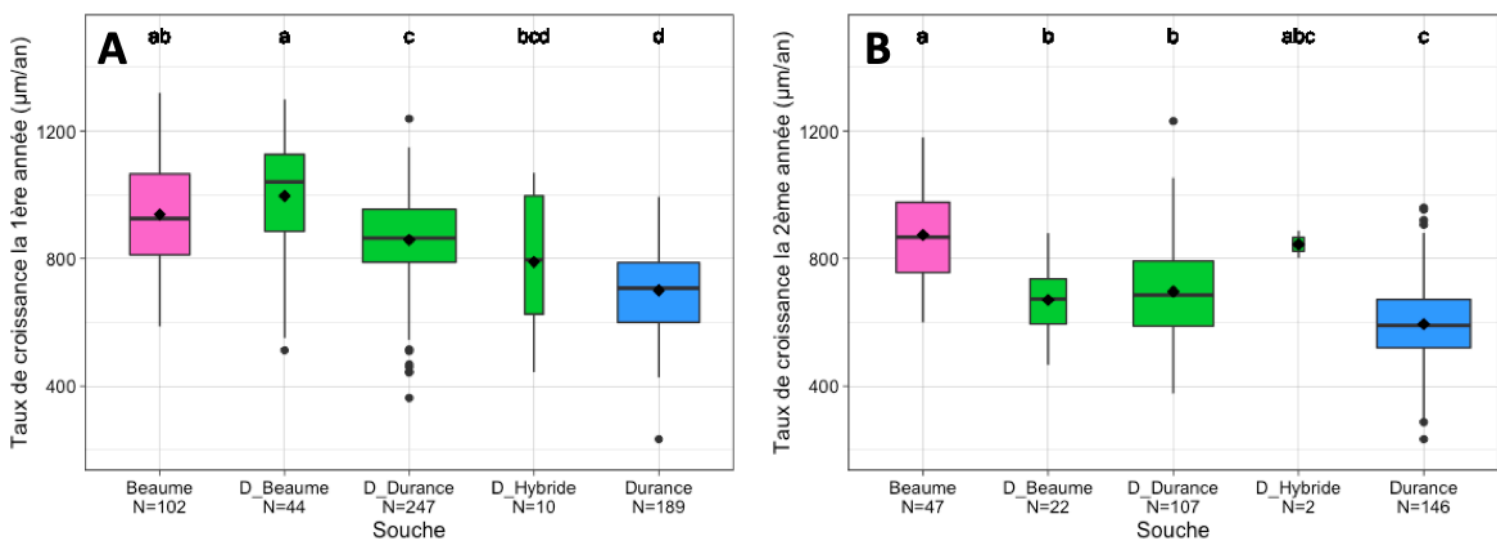 A
ab a c bcd d
Taux de croissance la 1ère année (µm/an)
1200
800
400
Beaume D_Beaume D_Durance D_Hybride Durance
N=102 N=44 N=247 N=10 N=189
Souche
B
a b b abc c
Taux de croissance la 2ème année (µm/an)
1200
800
400
Beaume D_Beaume D_Durance D_Hybride Durance
N=47 N=22 N=107 N=2 N=146
Souche